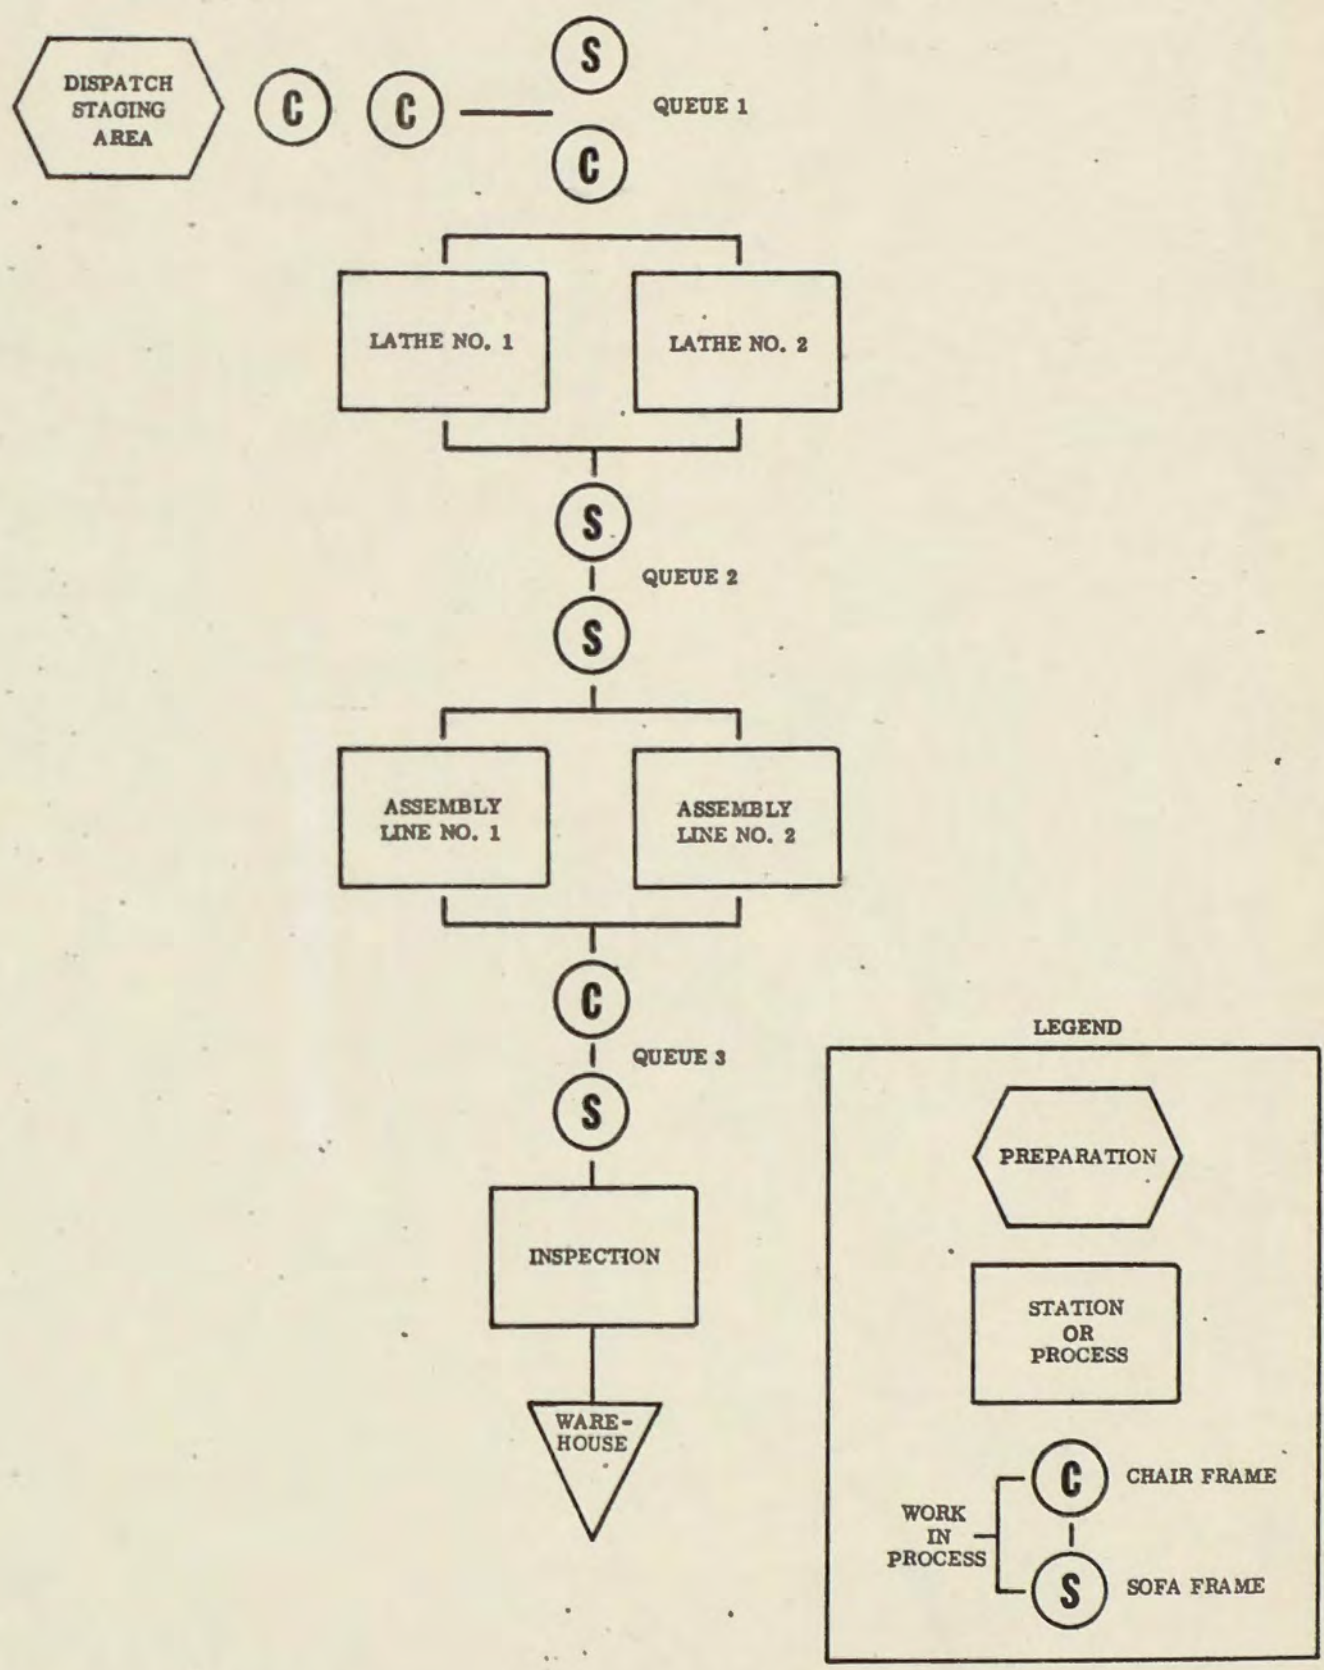 DISPATCH
STAGING
AREA
C
C
S
C
QUEUE 1
LATHE NO. 1
LATHE NO. 2
S
QUEUE 2
S
ASSEMBLY
LINE NO. 1
ASSEMBLY
LINE NO. 2
C
QUEUE 3
S
INSPECTION
WARE-
HOUSE
LEGEND
PREPARATION
STATION
OR
PROCESS
WORK
IN
PROCESS
C
CHAIR FRAME
S
SOFA FRAME